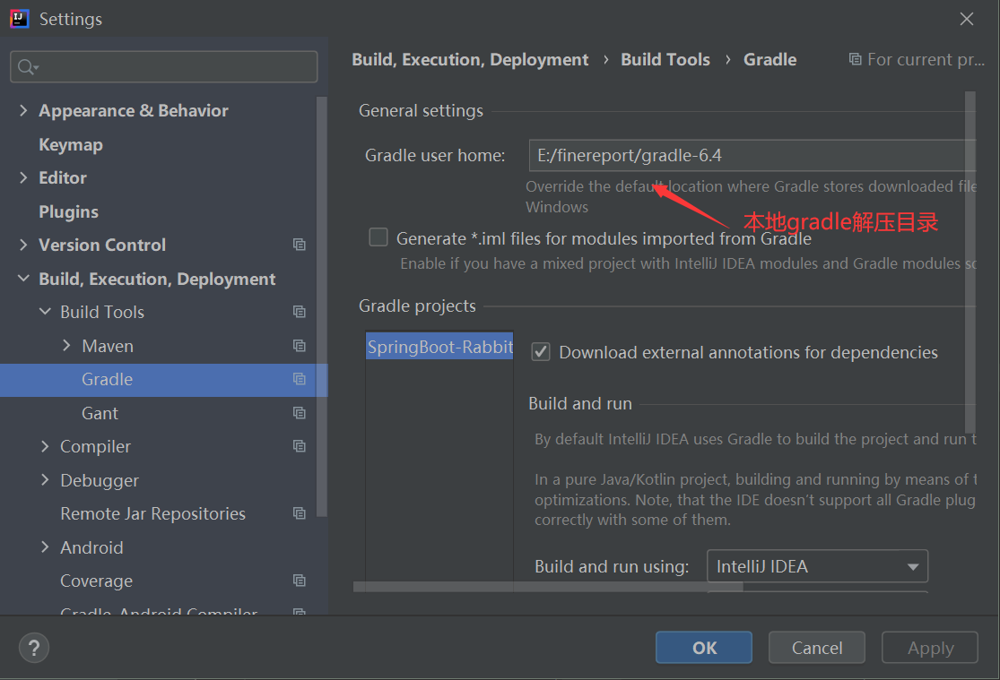 Settings
Build, Execution, Deployment › Build Tools › Gradle
For current pr...
Appearance & Behavior
Keymap
Editor
Plugins
Version Control
Build, Execution, Deployment
Build Tools
Maven
Gradle
Gant
Compiler
Debugger
Remote Jar Repositories
Android
Coverage
Gradle-Android Compiler
General settings
Gradle user home:
E:/finereport/gradle-6.4
Override the default location where Gradle stores downloaded file
Windows
本地gradle解压目录
Generate *.iml files for modules imported from Gradle
Enable if you have a mixed project with IntelliJ IDEA modules and Gradle modules so
Gradle projects
SpringBoot-Rabbit
Download external annotations for dependencies
Build and run
By default IntelliJ IDEA uses Gradle to build the project and run t
In a pure Java/Kotlin project, building and running by means of t
optimizations. Note, that the IDE doesn't support all Gradle plug
correctly with some of them.
Build and run using:
IntelliJ IDEA
?
OK
Cancel
Apply